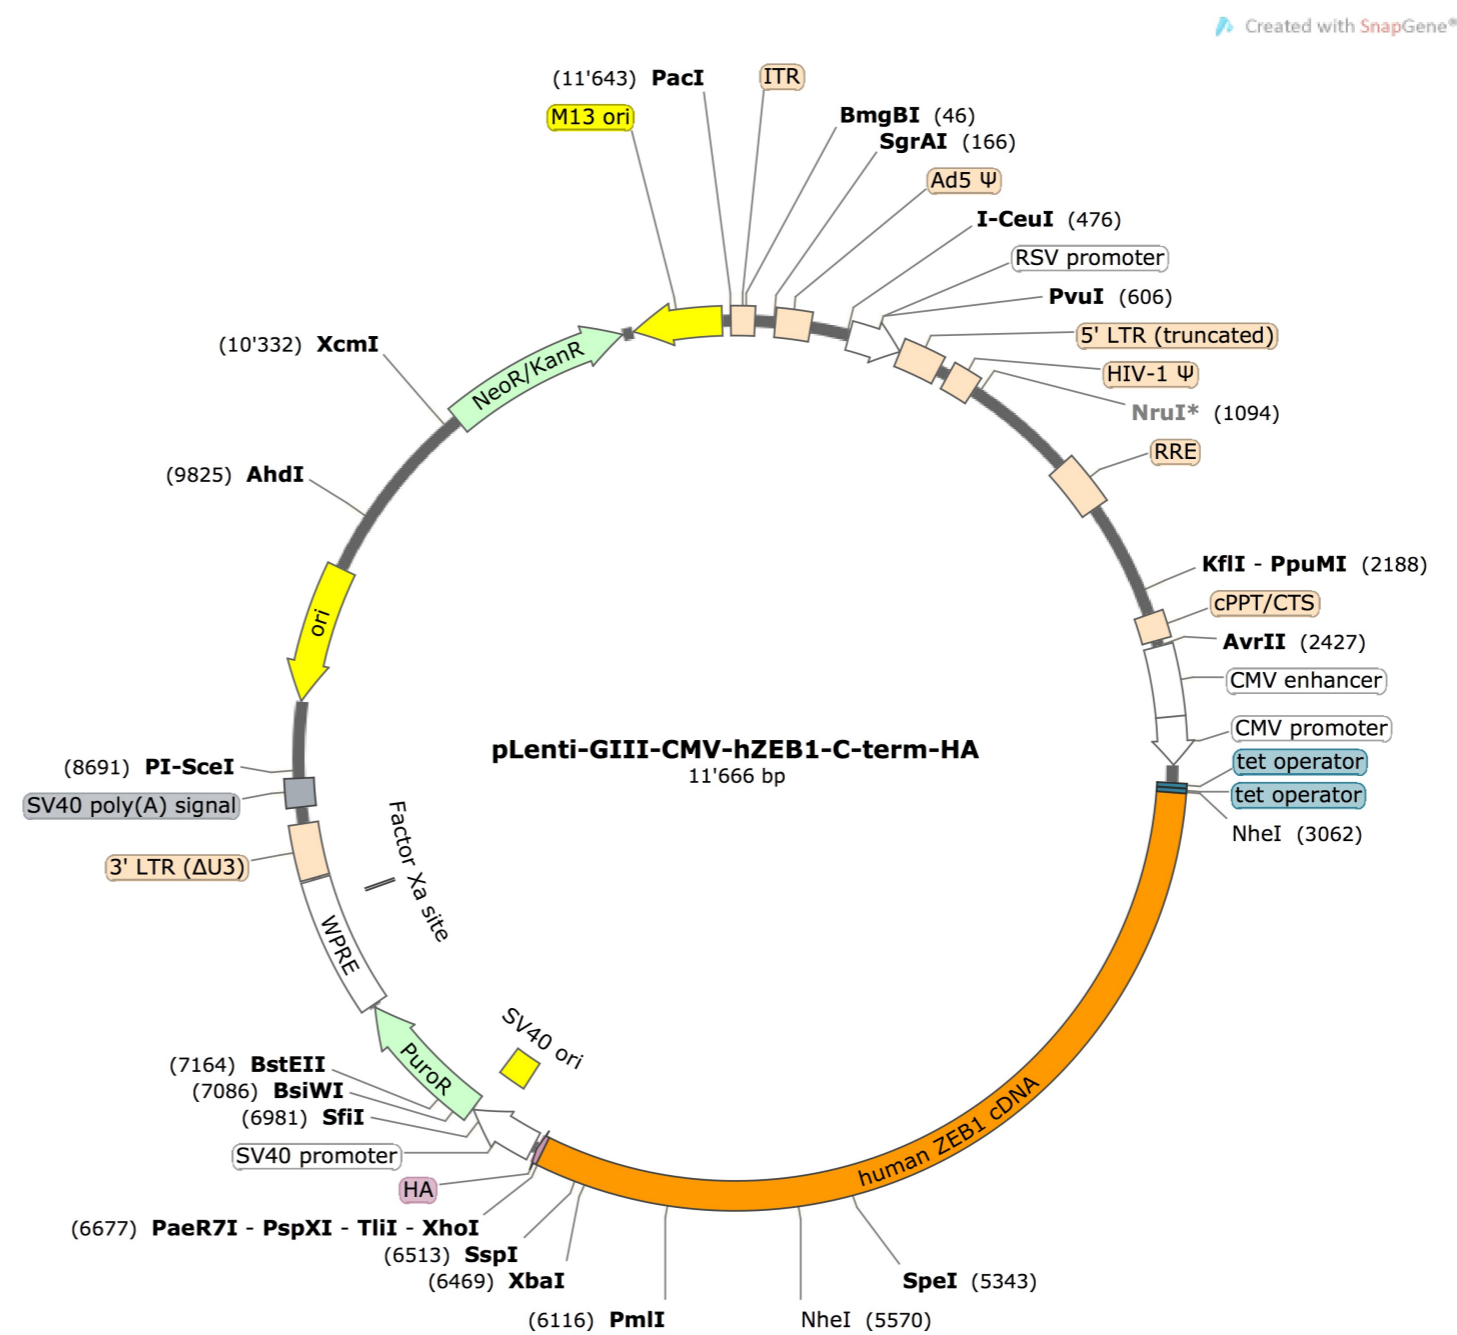 Created with SnapGene®
(11'643) PacI
ITR
M13 ori
BmgBI (46)
SgrAI (166)
Ad5 Ψ
I-CeuI (476)
RSV promoter
PvuI (606)
5' LTR (truncated)
HIV-1 Ψ
NruI* (1094)
RRE
(10'332) XcmI
NeoR/KanR
(9825) AhdI
ori
KflI - PpuMI (2188)
cPPT/CTS
AvrII (2427)
CMV enhancer
CMV promoter
tet operator
tet operator
NheI (3062)
pLenti-GIII-CMV-hZEB1-C-term-HA
11'666 bp
(8691) PI-SceI
SV40 poly(A) signal
3' LTR (ΔU3)
Factor Xa site
WPRE
SV40 ori
PuroR
(7164) BstEII
(7086) BsiWI
(6981) SfiI
SV40 promoter
HA
(6677) PaeR7I - PspXI - TliI - XhoI
(6513) SspI
(6469) XbaI
(6116) PmlI
NheI (5570)
SpeI (5343)
human ZEB1 cDNA